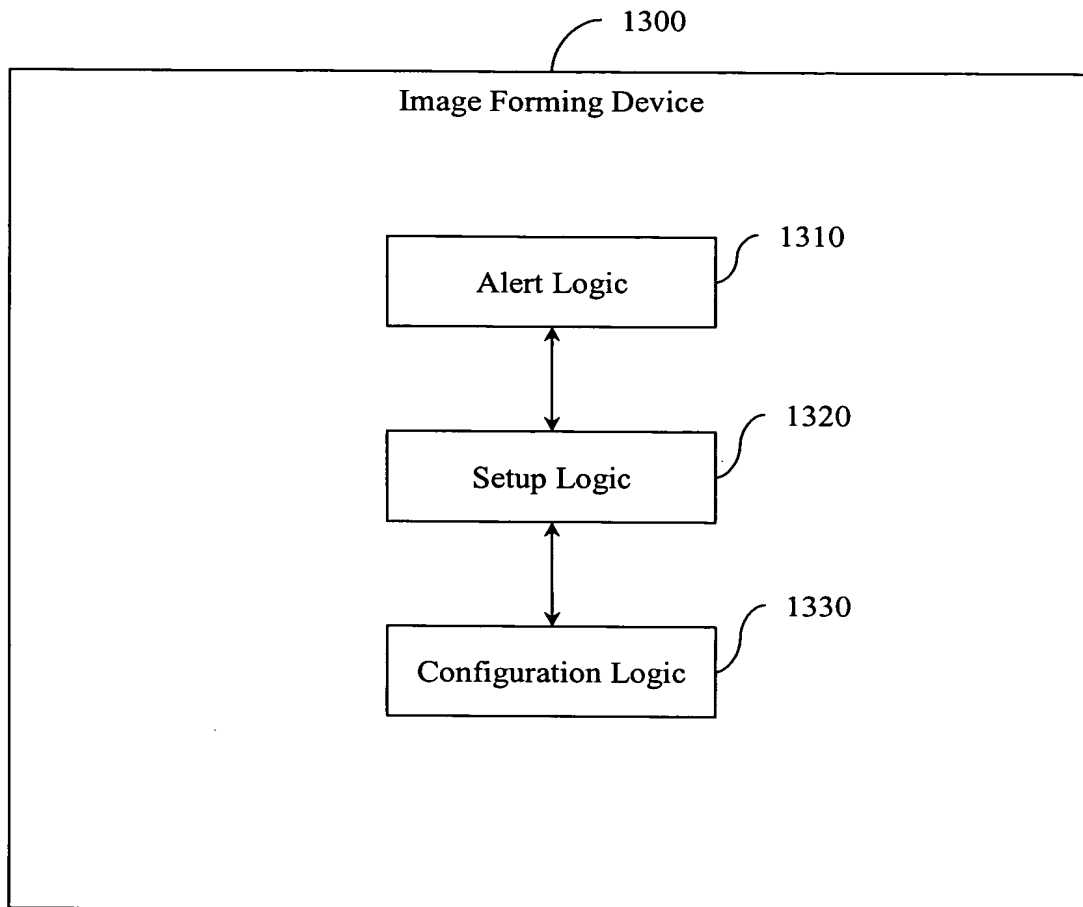 1300
Image Forming Device
1310
Alert Logic
1320
Setup Logic
1330
Configuration Logic